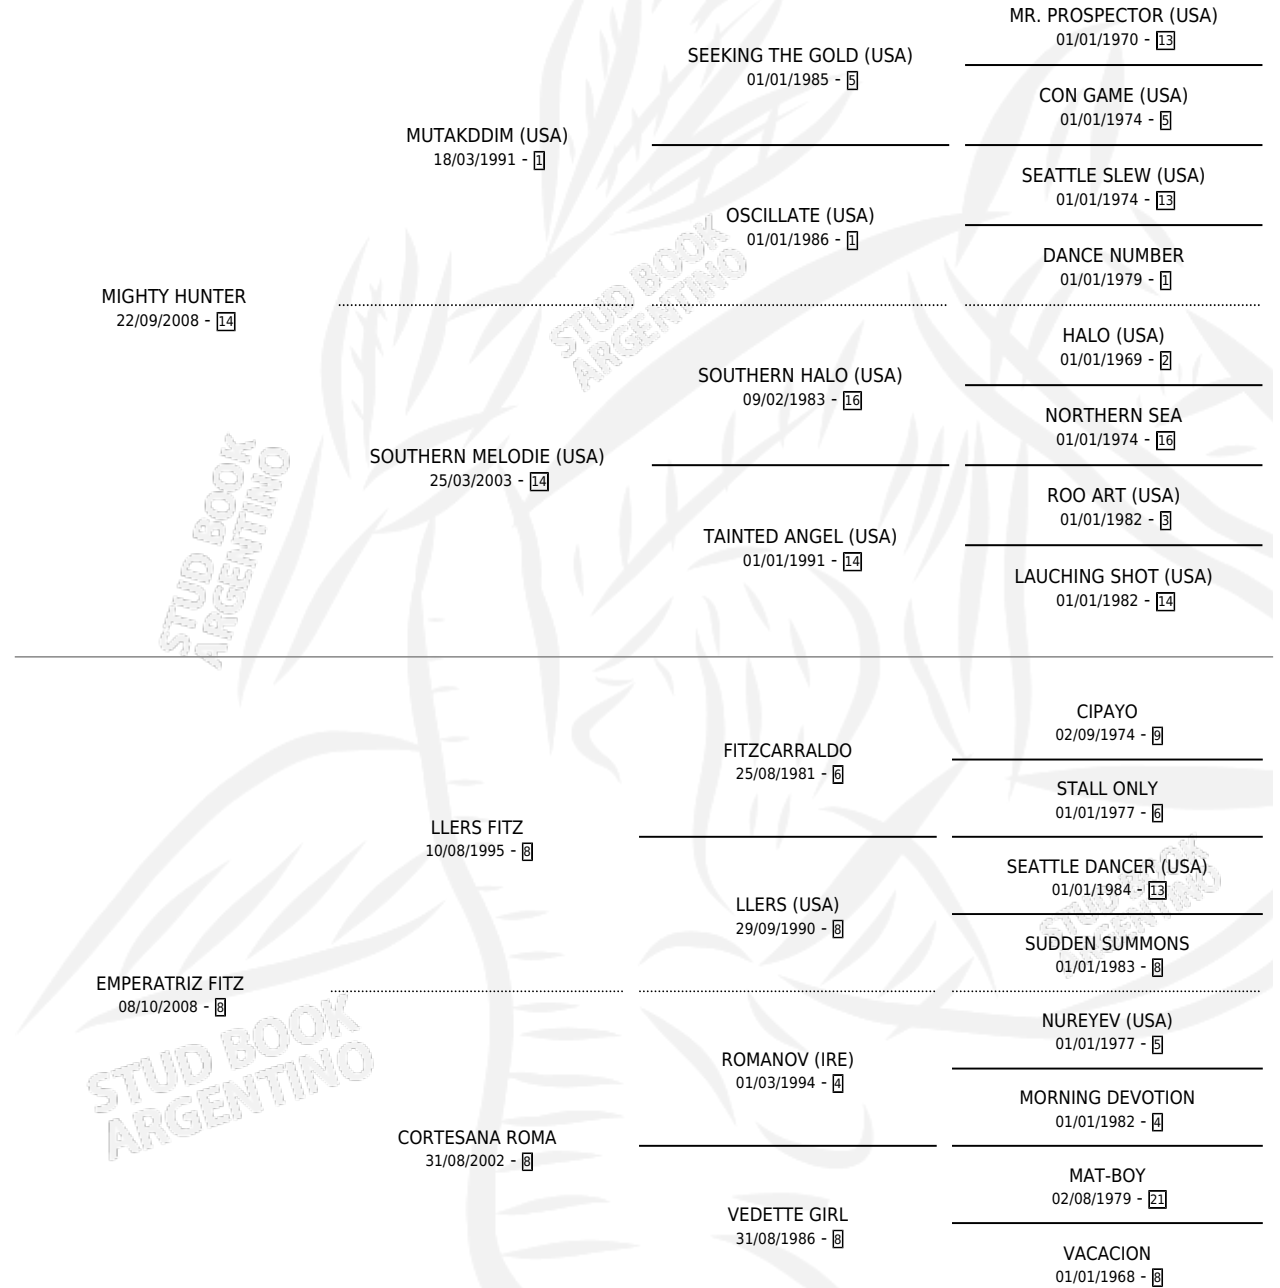 MR. PROSPECTOR (USA)
01/01/1970 - 13
SEEKING THE GOLD (USA)
01/01/1985 - 5
CON GAME (USA)
01/01/1974 - 5
MUTAKDDIM (USA)
18/03/1991 - 1
SEATTLE SLEW (USA)
01/01/1974 - 13
OSCILLATE (USA)
01/01/1986 - 1
DANCE NUMBER
01/01/1979 - 1
MIGHTY HUNTER
22/09/2008 - 14
HALO (USA)
01/01/1969 - 2
SOUTHERN HALO (USA)
09/02/1983 - 16
NORTHERN SEA
01/01/1974 - 16
SOUTHERN MELODIE (USA)
25/03/2003 - 14
ROO ART (USA)
01/01/1982 - 3
TAINTED ANGEL (USA)
01/01/1991 - 14
LAUCHING SHOT (USA)
01/01/1982 - 14
STUD BOOK
ARGENTINO
STUD BOOK
ARGENTINO
CIPAYO
02/09/1974 - 9
FITZCARRALDO
25/08/1981 - 6
STALL ONLY
01/01/1977 - 6
LLERS FITZ
10/08/1995 - 8
SEATTLE DANCER (USA)
01/01/1984 - 13
LLERS (USA)
29/09/1990 - 8
SUDDEN SUMMONS
01/01/1983 - 8
EMPERATRIZ FITZ
08/10/2008 - 8
NUREYEV (USA)
01/01/1977 - 5
ROMANOV (IRE)
01/03/1994 - 4
MORNING DEVOTION
01/01/1982 - 4
CORTESANA ROMA
31/08/2002 - 8
MAT-BOY
02/08/1979 - 21
VEDETTE GIRL
31/08/1986 - 8
VACACION
01/01/1968 - 8
STUD BOOK
ARGENTINO
STUD BOOK
ARGENTINO